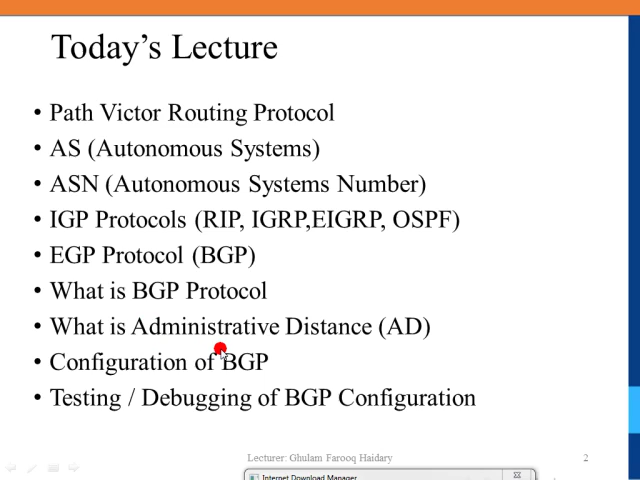 Today's Lecture
• Path Victor Routing Protocol
• AS (Autonomous Systems)
• ASN (Autonomous Systems Number)
• IGP Protocols (RIP, IGRP,EIGRP, OSPF)
• EGP Protocol (BGP)
• What is BGP Protocol
• What is Administrative Distance (AD)
• Configuration of BGP
• Testing / Debugging of BGP Configuration
Lecturer: Ghulam Farooq Haidary
2
Internet Download Manager